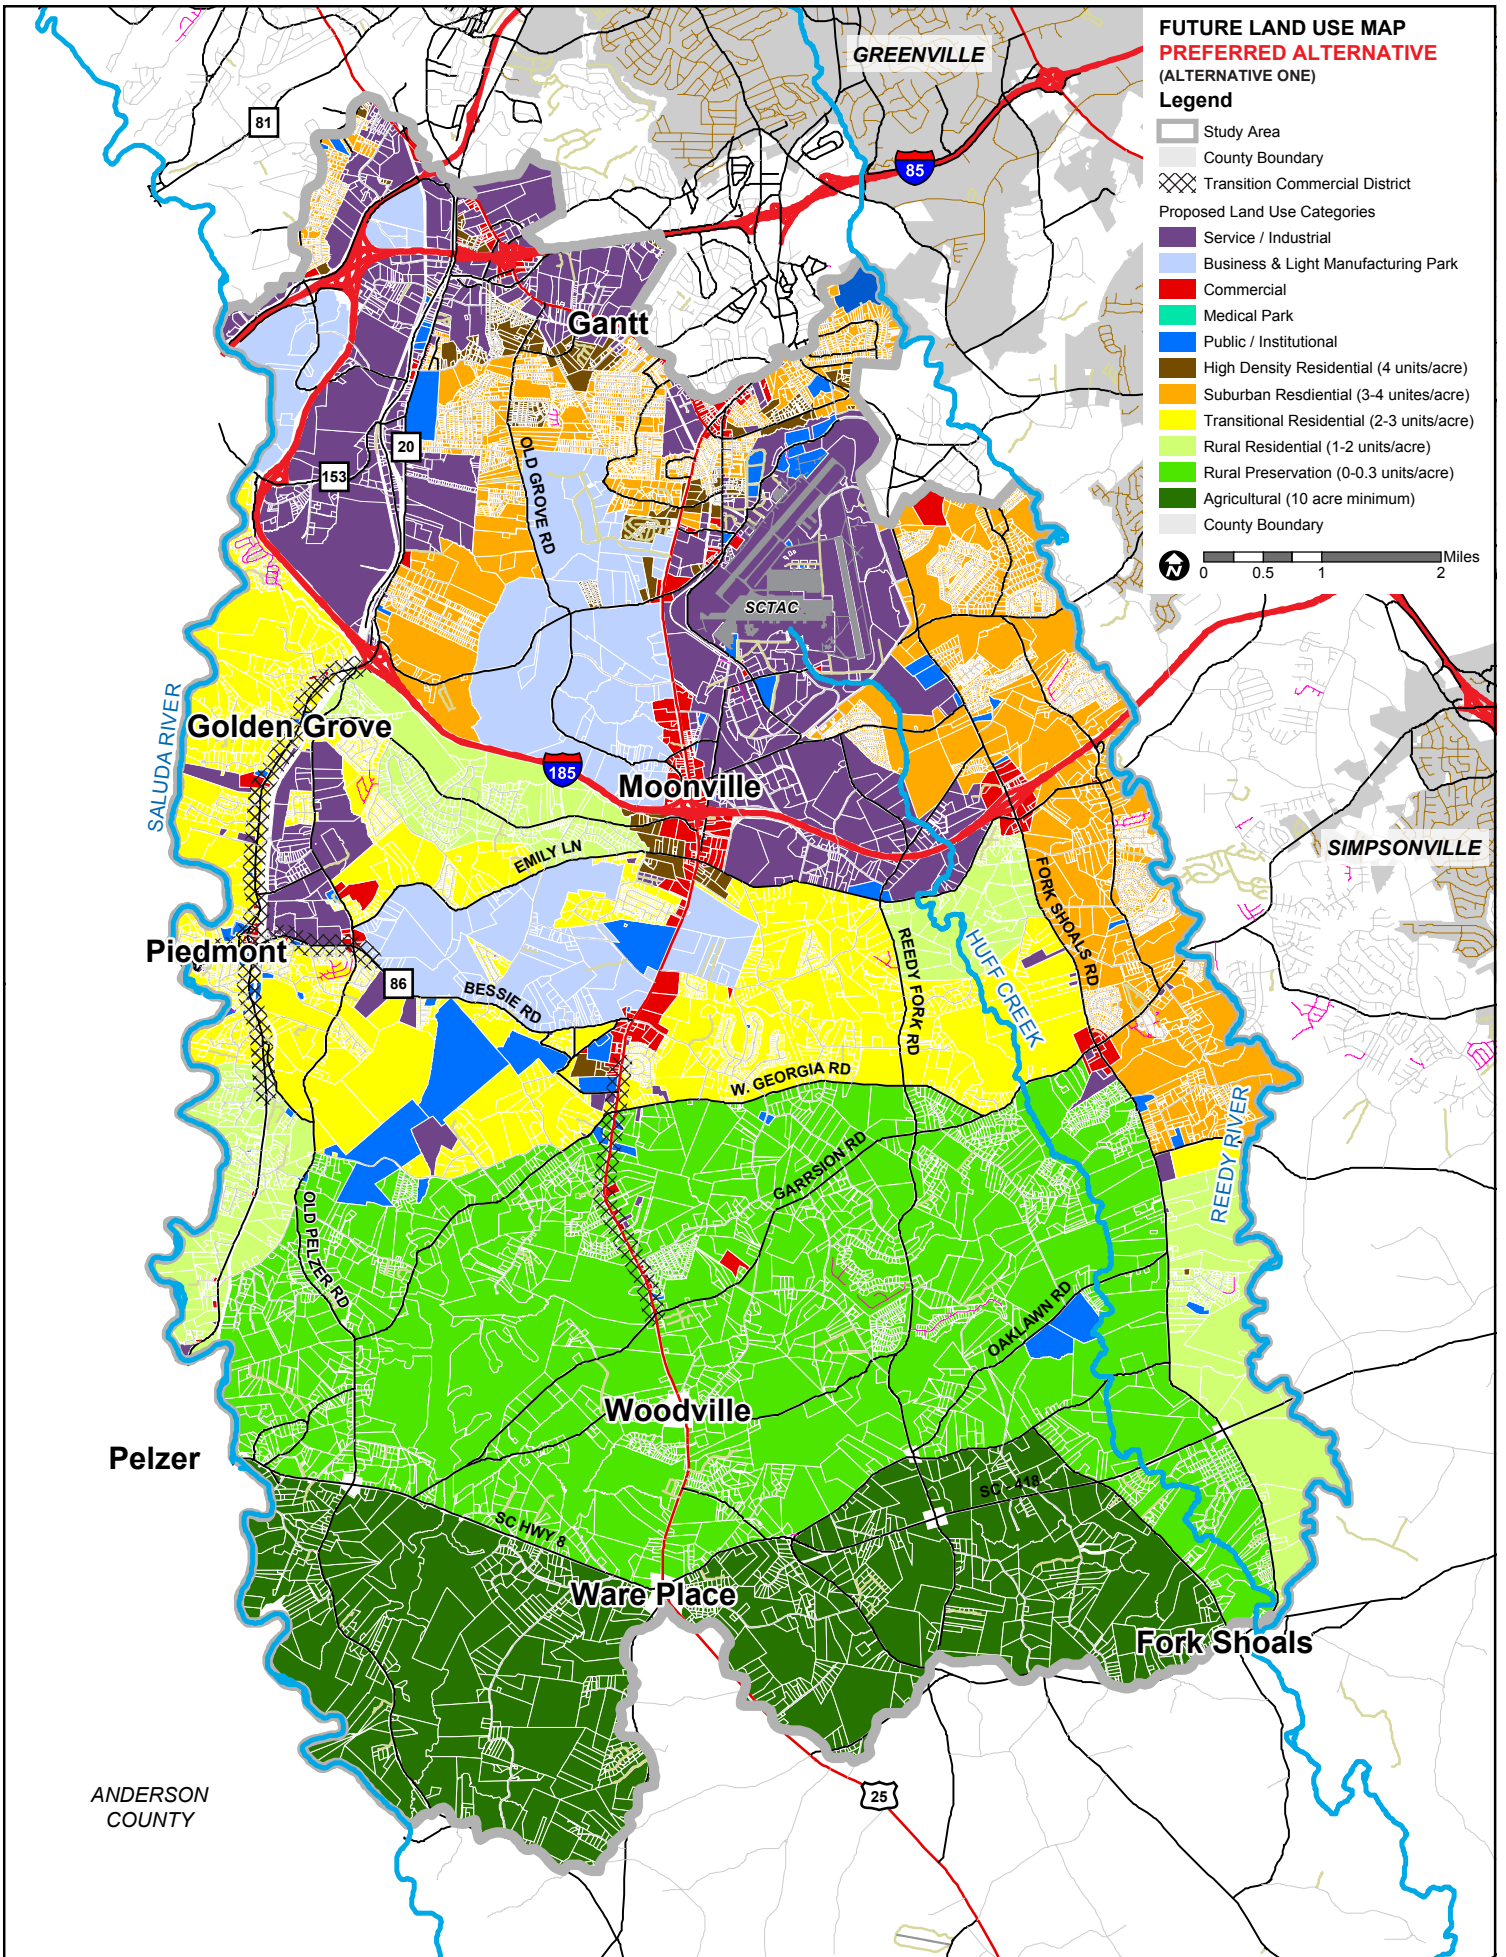 FUTURE LAND USE MAP
PREFERRED ALTERNATIVE
(ALTERNATIVE ONE)
Legend
Study Area
County Boundary
Transition Commercial District
Proposed Land Use Categories
Service / Industrial
Business & Light Manufacturing Park
Commercial
Medical Park
Public / Institutional
High Density Residential (4 units/acre)
Suburban Resdiential (3-4 unites/acre)
Transitional Residential (2-3 units/acre)
Rural Residential (1-2 units/acre)
Rural Preservation (0-0.3 units/acre)
Agricultural (10 acre minimum)
County Boundary
N
Miles
0 0.5 1 2
GREENVILLE
81
85
Gantt
20
153
OLD GROVE RD
SCTAC
SALUDA RIVER
Golden Grove
185
Moonville
EMILY LN
SIMPSONVILLE
FORK SHOALS RD
Piedmont
86
BESSIE RD
REEDY FORK RD
HUFF CREEK
W. GEORGIA RD
GARRSION RD
REEDY RIVER
OLD PELZER RD
OAKLAWN RD
Woodville
Pelzer
SC - 418
SC HWY 8
Ware Place
Fork Shoals
ANDERSON
COUNTY
25